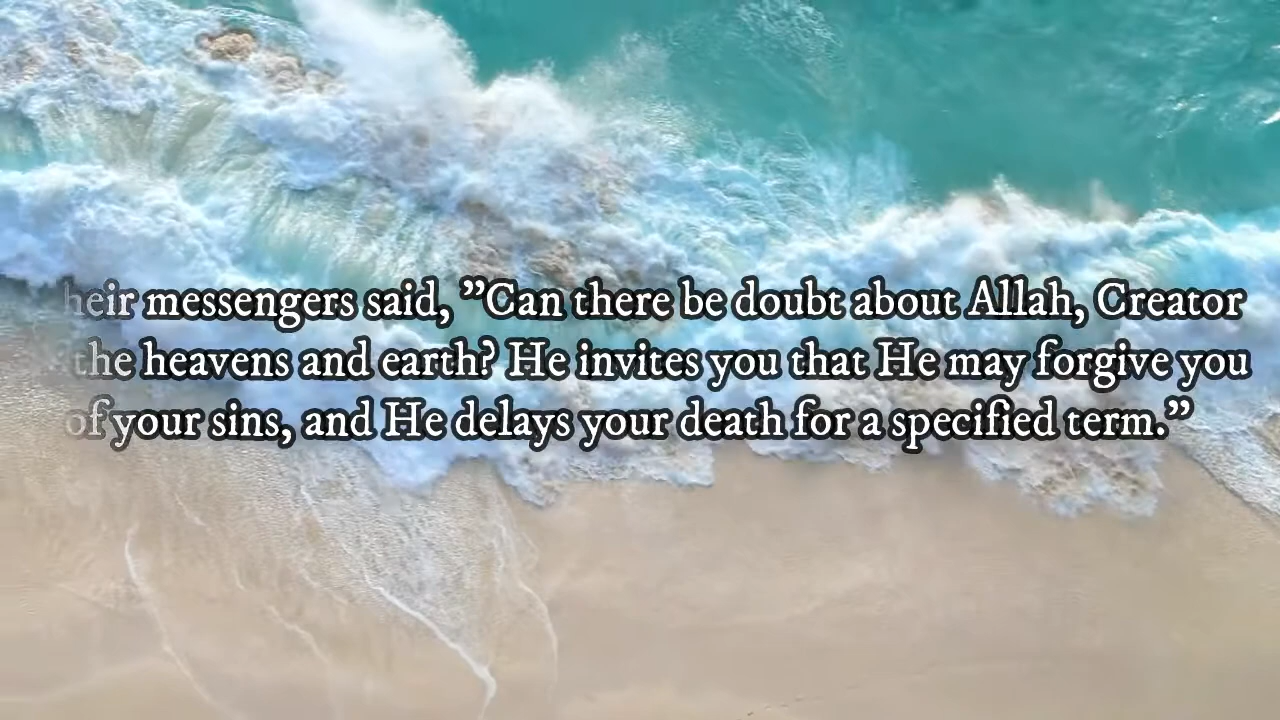 heir messengers said, "Can there be doubt about Allah, Creator
the heavens and earth? He invites you that He may forgive you
of your sins, and He delays your death for a specified term."